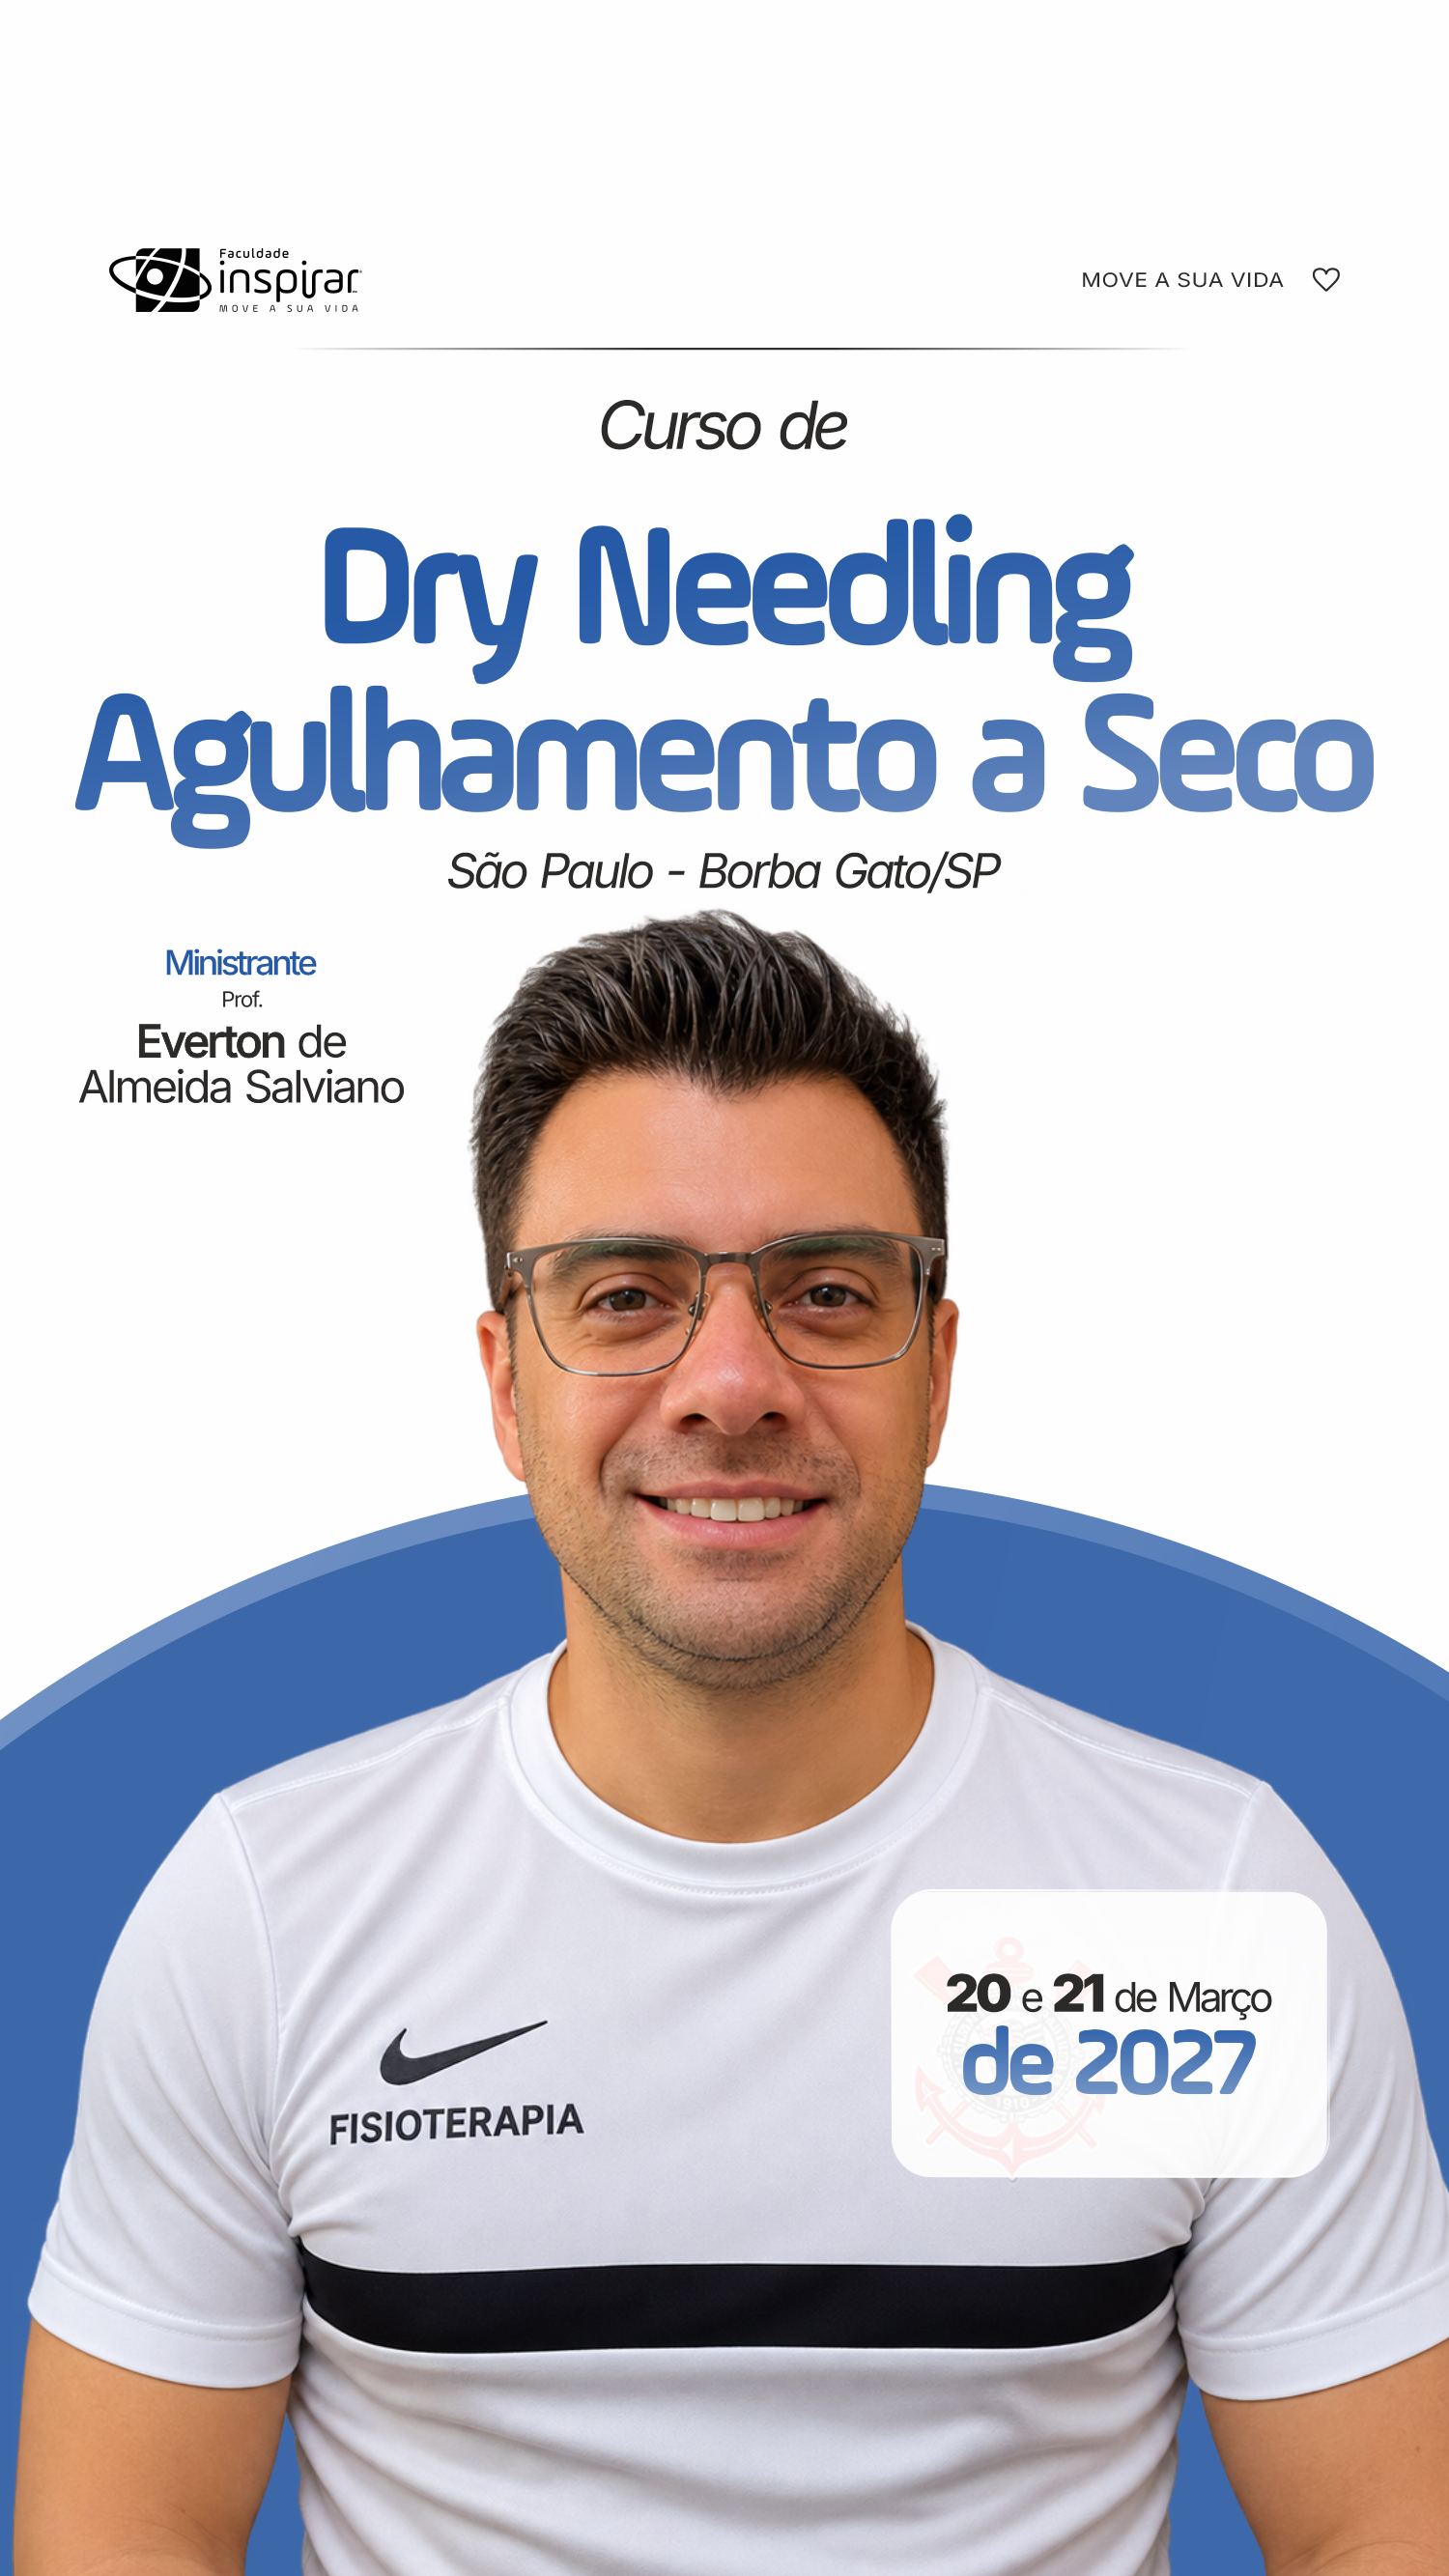 Faculdade
inspirar
MOVE A SUA VIDA
MOVE A SUA VIDA
Curso de
Dry Needling
Agulhamento a Seco
São Paulo - Borba Gato/SP
Ministrante
Prof.
Everton de
Almeida Salviano
20 e 21 de Março
de 2027
1910
FISIOTERAPIA